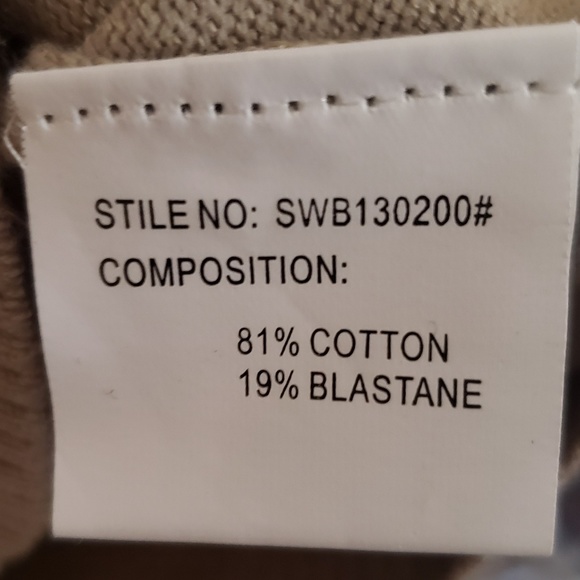 STILE NO: SWB130200#
COMPOSITION:
81% COTTON
19% BLASTANE